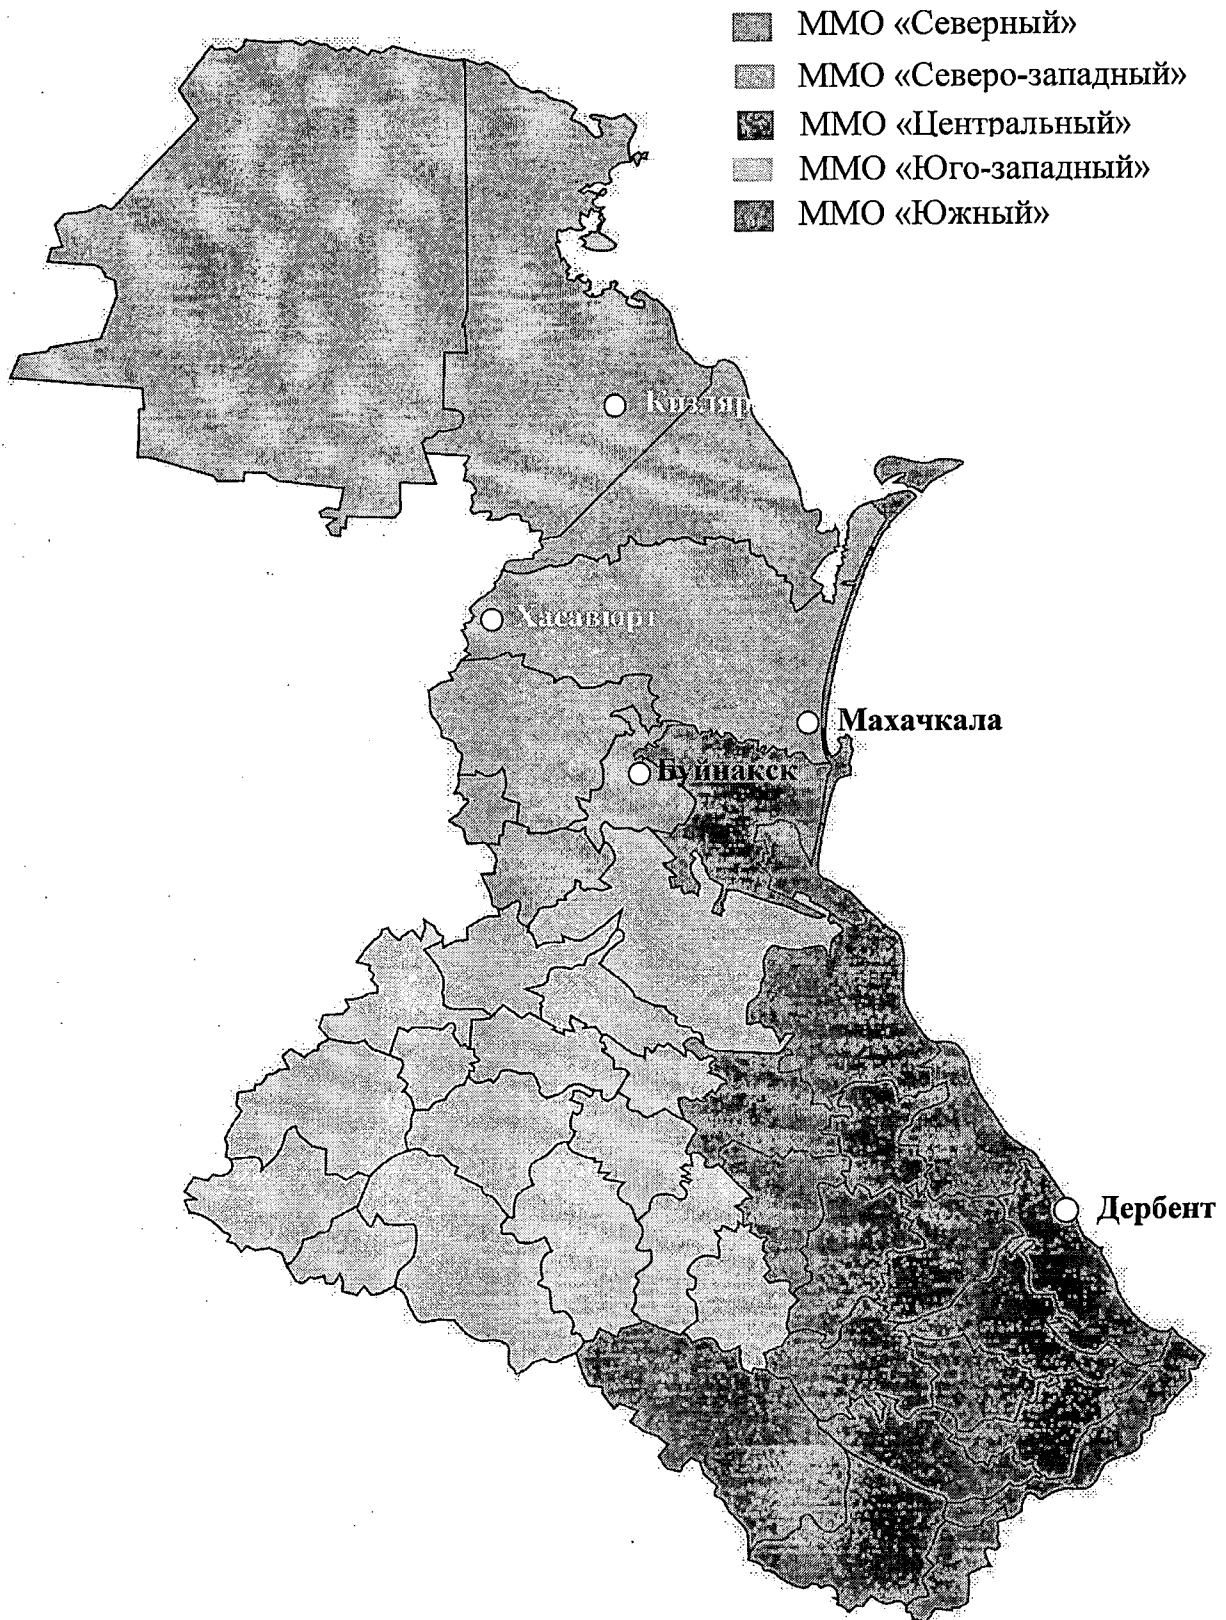 ММО «Северный»
ММО «Северо-западный»
ММО «Центральный»
ММО «Юго-западный»
ММО «Южный»
Кизляр
Хасавюрт
Махачкала
Буйнакск
Дербент